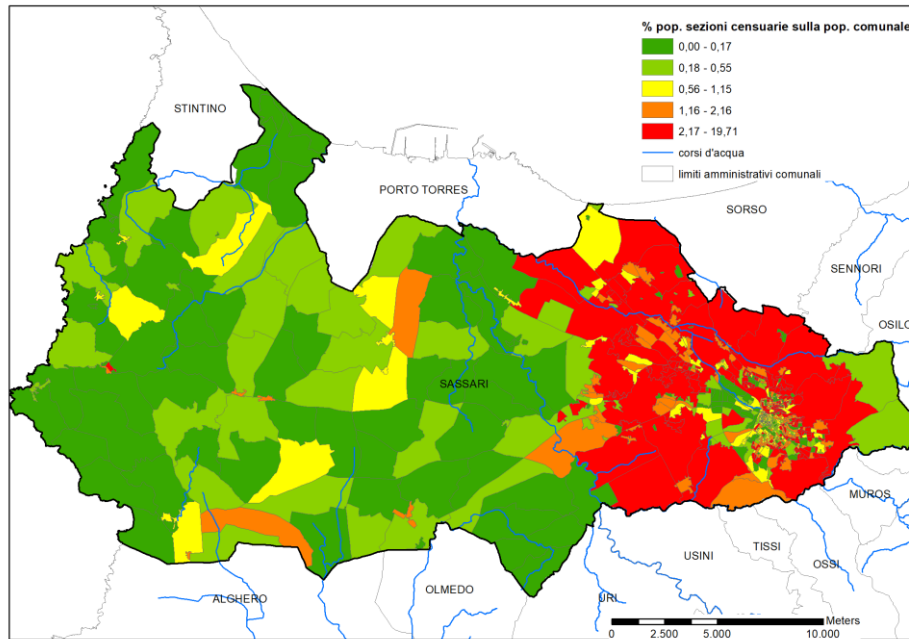 % pop. sezioni censuarie sulla pop. comunale
0,00 - 0,17
0,18 - 0,55
0,56 - 1,15
1,16 - 2,16
2,17 - 19,71
corsi d'acqua
limiti amministrativi comunali
STINTINO
PORTO TORRES
SORSO
SENNORI
OSILO
SASSARI
MUROS
TISSI
USINI
OSSI
OLMEDO
ALGHERO
URI
Meters
0 2.500 5.000 10.000